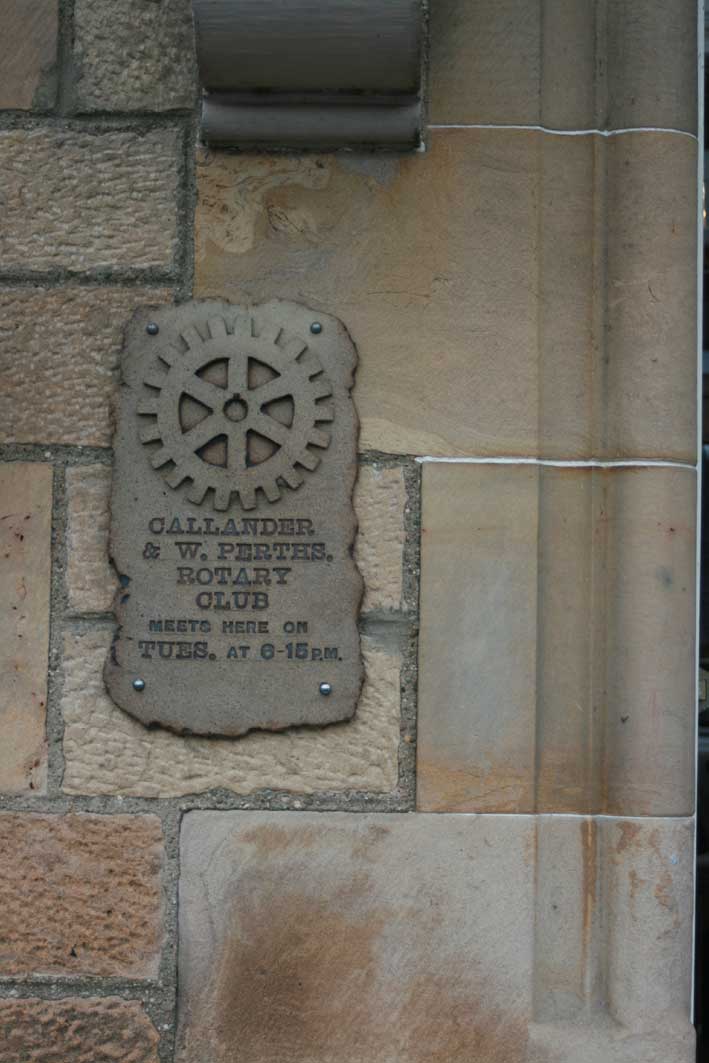 CALLANDER
& W. PERTHS.
ROTARY
CLUB
MEETS HERE ON
TUES. AT 6-15 P.M.